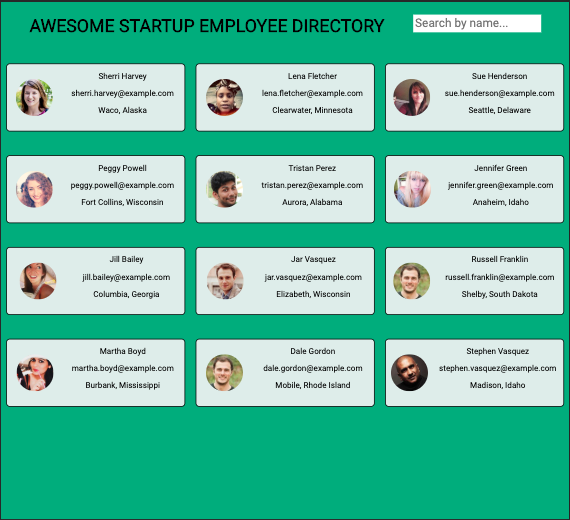 AWESOME STARTUP EMPLOYEE DIRECTORY
Search by name...
Sherri Harvey
sherri.harvey@example.com
Waco, Alaska
Lena Fletcher
lena.fletcher@example.com
Clearwater, Minnesota
Sue Henderson
sue.henderson@example.com
Seattle, Delaware
Peggy Powell
peggy.powell@example.com
Fort Collins, Wisconsin
Tristan Perez
tristan.perez@example.com
Aurora, Alabama
Jennifer Green
jennifer.green@example.com
Anaheim, Idaho
Jill Bailey
jill.bailey@example.com
Columbia, Georgia
Jar Vasquez
jar.vasquez@example.com
Elizabeth, Wisconsin
Russell Franklin
russell.franklin@example.com
Shelby, South Dakota
Martha Boyd
martha.boyd@example.com
Burbank, Mississippi
Dale Gordon
dale.gordon@example.com
Mobile, Rhode Island
Stephen Vasquez
stephen.vasquez@example.com
Madison, Idaho